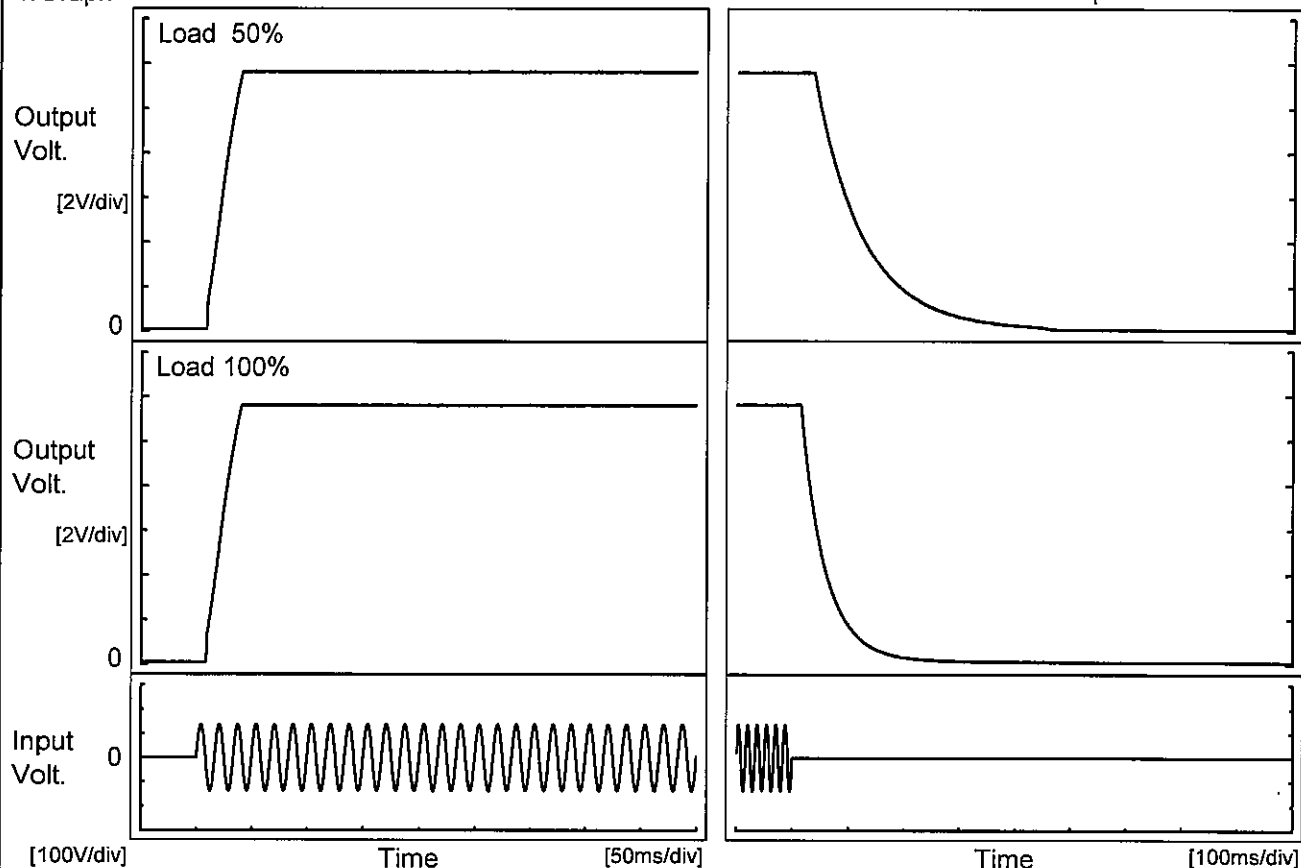 Load 50%
Output
Volt.
[2V/div]
0
Load 100%
Output
Volt.
[2V/div]
0
Input
Volt.
0
[100V/div]
Time
[50ms/div]
Time
[100ms/div]